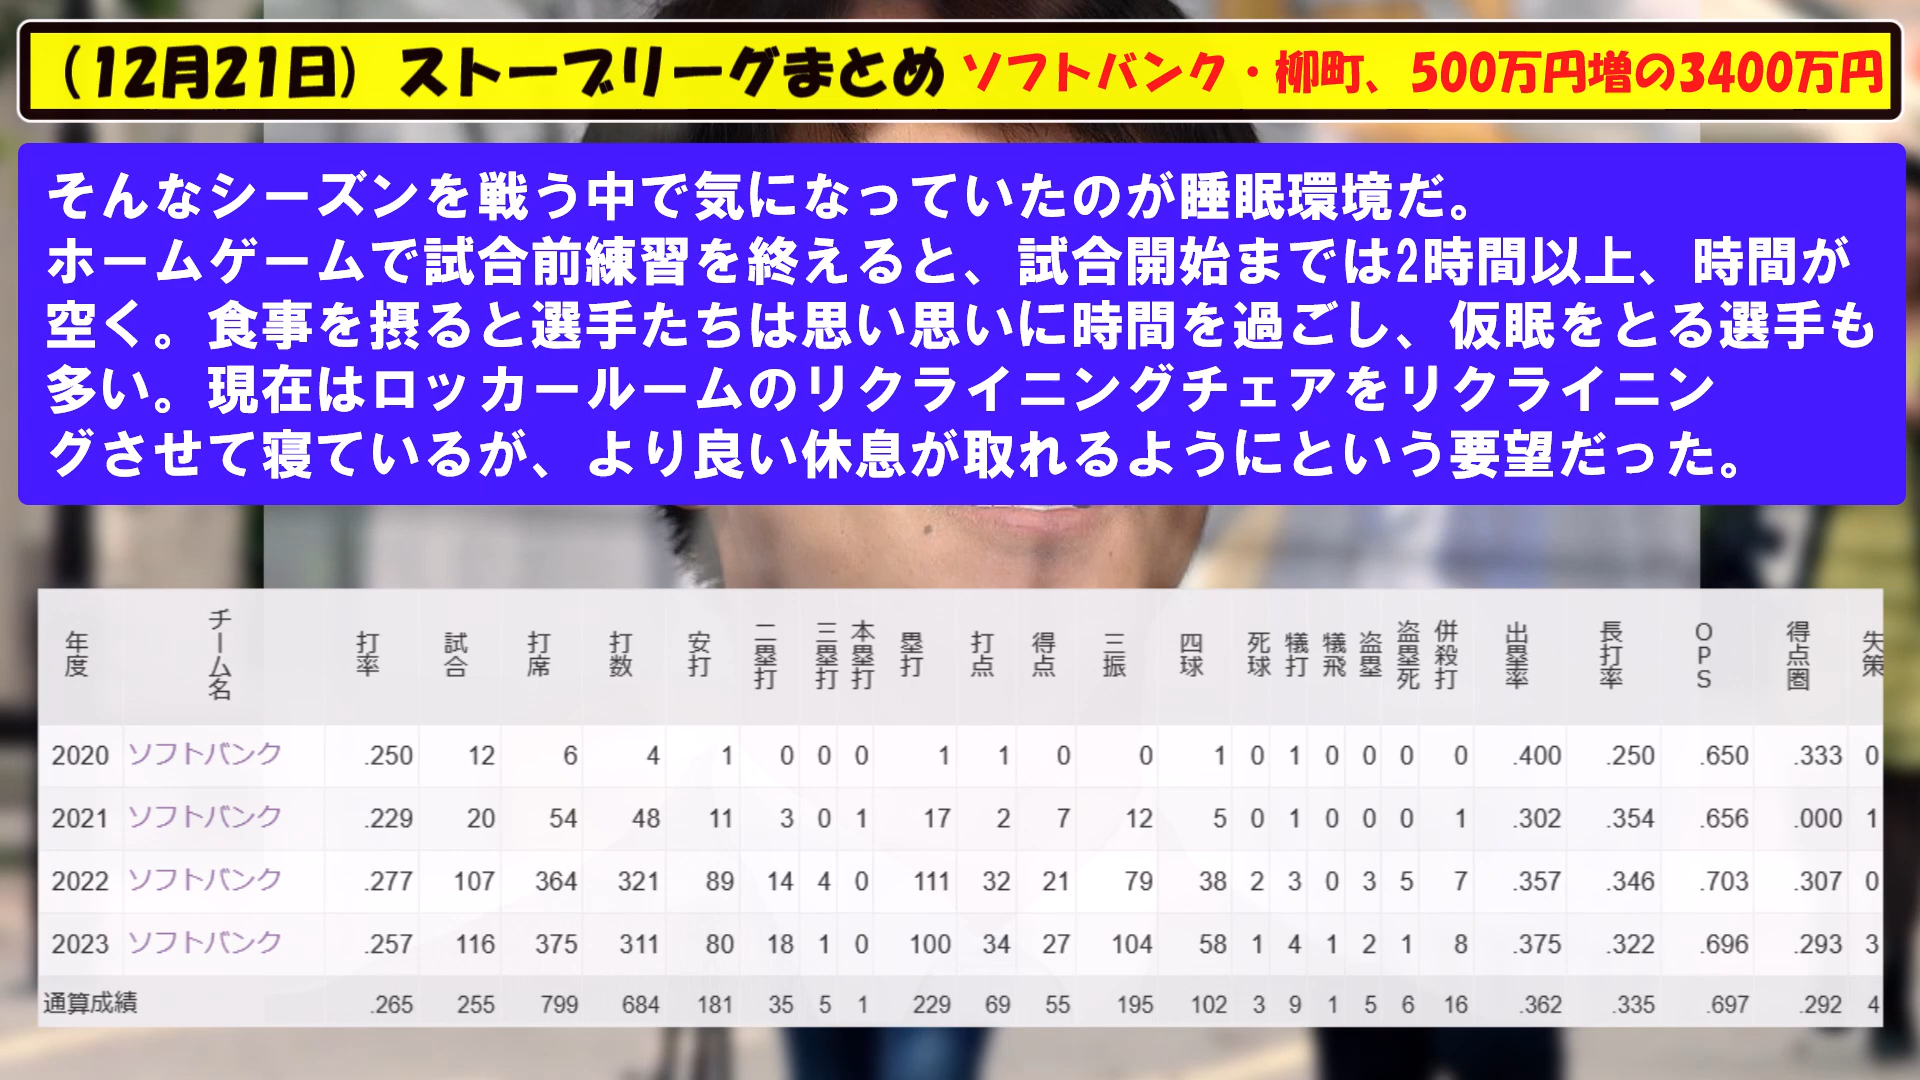 （12月21日）ストーブリーグまとめ ソフトバンク・柳町、500万円増の3400万円
そんなシーズンを戦う中で気になっていたのが睡眠環境だ。
ホームゲームで試合前練習を終えると、試合開始までは2時間以上、時間が
空く。食事を摂ると選手たちは思い思いに時間を過ごし、仮眠をとる選手も
多い。現在はロッカールームのリクライニングチェアをリクライニン
グさせて寝ているが、より良い休息が取れるようにという要望だった。
年度 チーム名 打率 試合 打席 打数 安打 二塁打 三塁打 本塁打 塁打 打点 得点 三振 四球 死球 犠打 犠飛 盗塁 盗塁死 併殺打 出塁率 長打率 OPS 得点圏 失策
2020 ソフトバンク .250 12 6 4 1 0 0 0 1 1 0 0 1 0 1 0 0 0 0 .400 .250 .650 .333 0
2021 ソフトバンク .229 20 54 48 11 3 0 1 17 2 7 12 5 0 1 0 0 0 1 .302 .354 .656 .000 1
2022 ソフトバンク .277 107 364 321 89 14 4 0 111 32 21 79 38 2 3 0 3 5 7 .357 .346 .703 .307 0
2023 ソフトバンク .257 116 375 311 80 18 1 0 100 34 27 104 58 1 4 1 2 1 8 .375 .322 .696 .293 3
通算成績 .265 255 799 684 181 35 5 1 229 69 55 195 102 3 9 1 5 6 16 .362 .335 .697 .292 4